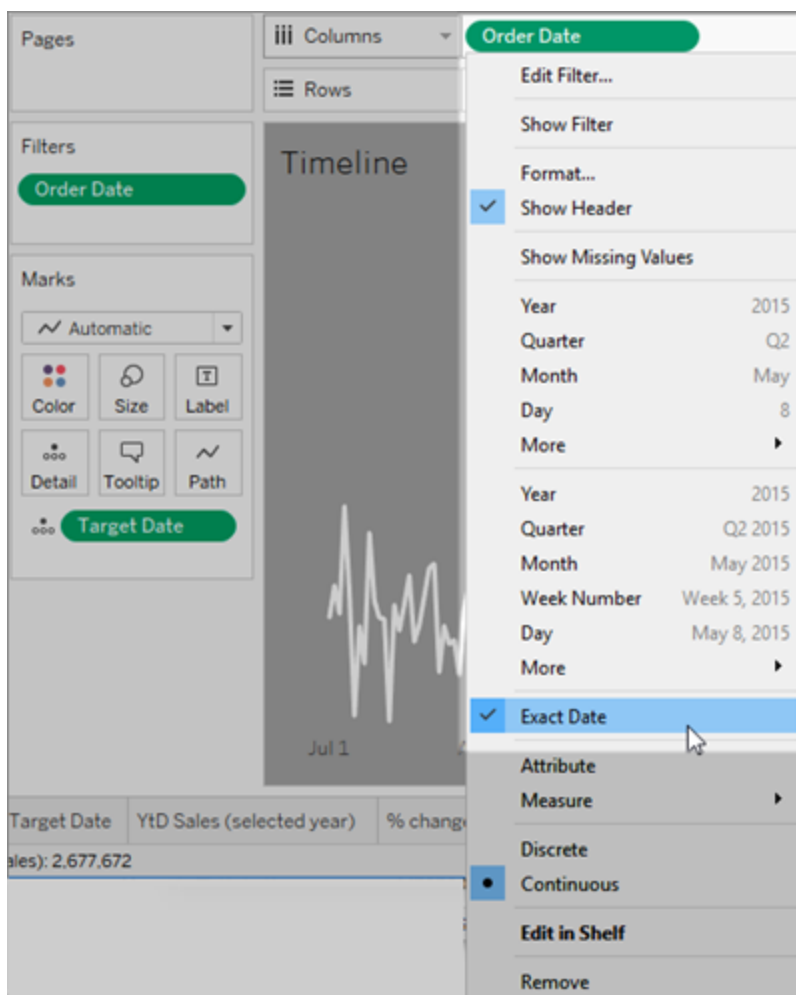 Pages
Columns
Order Date
Rows
Filters
Order Date
Marks
Automatic
Color
Size
Label
Detail
Tooltip
Path
Target Date
Timeline
Jul 1
Edit Filter...
Show Filter
Format...
Show Header
Show Missing Values
Year 2015
Quarter Q2
Month May
Day 8
More
Year 2015
Quarter Q2 2015
Month May 2015
Week Number Week 5, 2015
Day May 8, 2015
More
Exact Date
Attribute
Measure
Discrete
Continuous
Edit in Shelf
Remove
Target Date YtD Sales (selected year) % chang
ales): 2,677,672